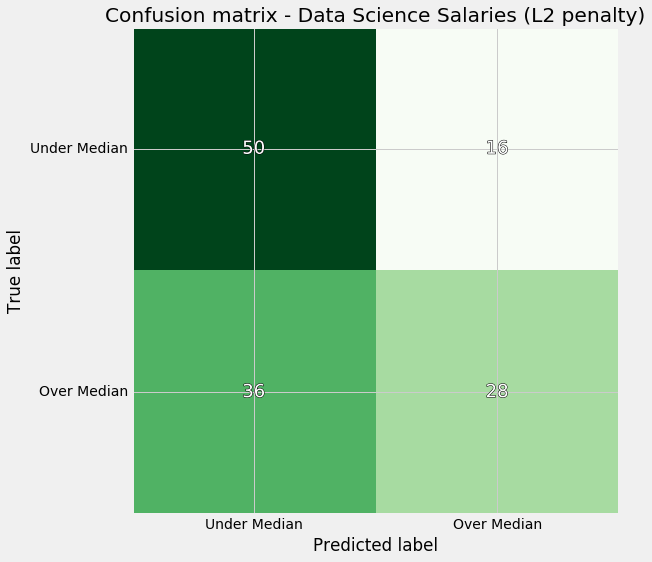 Confusion matrix - Data Science Salaries (L2 penalty)
Under Median
50
16
True label
Over Median
36
28
Under Median
Over Median
Predicted label